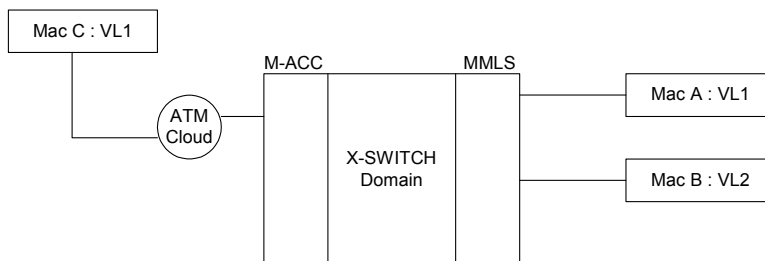 Mac C : VL1
M-ACC
MMLS
ATM
Cloud
Mac A : VL1
X-SWITCH
Domain
Mac B : VL2